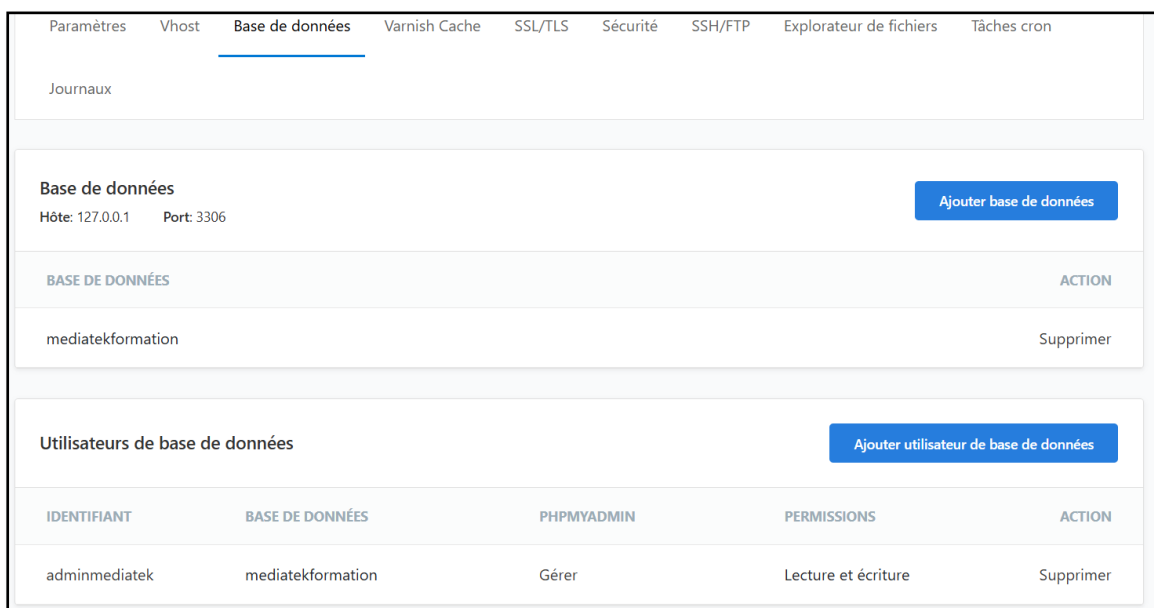 Paramètres Vhost Base de données Varnish Cache SSL/TLS Sécurité SSH/FTP Explorateur de fichiers Tâches cron
Journaux
Base de données
Hôte: 127.0.0.1 Port: 3306
Ajouter base de données
BASE DE DONNÉES ACTION
mediatekformation Supprimer
Utilisateurs de base de données
Ajouter utilisateur de base de données
IDENTIFIANT BASE DE DONNÉES PHPMYADMIN PERMISSIONS ACTION
adminmediatek mediatekformation Gérer Lecture et écriture Supprimer